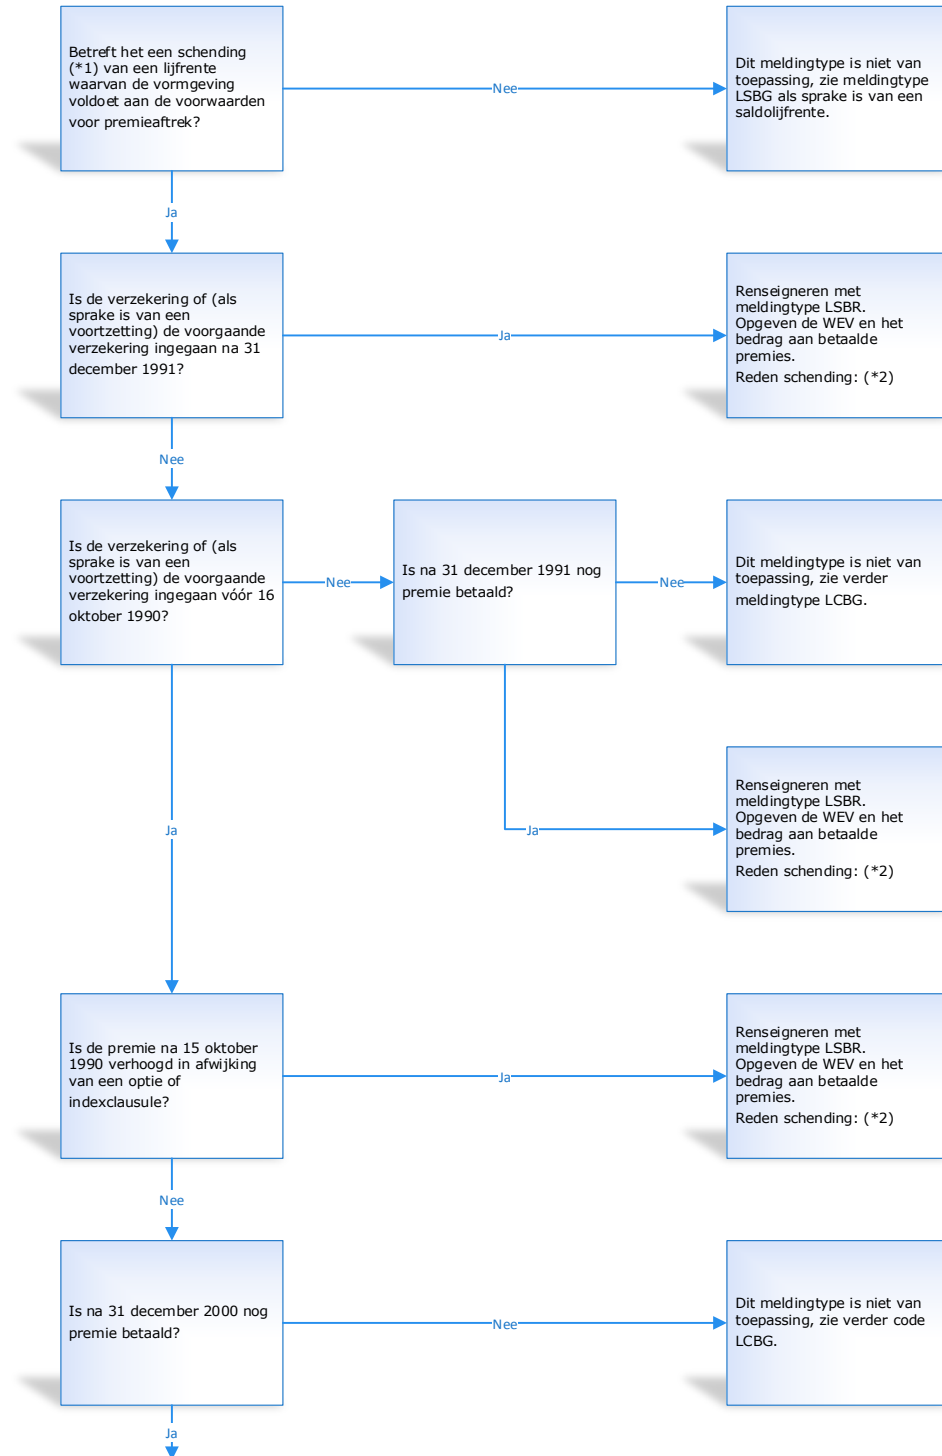 Betreft het een schending
(*1) van een lijfrente
waarvan de vormgeving
voldoet aan de voorwaarden
voor premieaftrek?
Nee
Dit meldingtype is niet van
toepassing, zie meldingtype
LSBG als sprake is van een
saldolijfrente.
Ja
Is de verzekering of (als
sprake is van een
voortzetting) de voorgaande
verzekering ingegaan na 31
december 1991?
Ja
Renseigneren met
meldingtype LSBR.
Opgeven de WEV en het
bedrag aan betaalde
premies.
Reden schending: (*2)
Nee
Is de verzekering of (als
sprake is van een
voortzetting) de voorgaande
verzekering ingegaan vóór 16
oktober 1990?
Nee
Is na 31 december 1991 nog
premie betaald?
Nee
Dit meldingtype is niet van
toepassing, zie verder
meldingtype LCBG.
Ja
Ja
Renseigneren met
meldingtype LSBR.
Opgeven de WEV en het
bedrag aan betaalde
premies.
Reden schending: (*2)
Is de premie na 15 oktober
1990 verhoogd in afwijking
van een optie of
indexclausule?
Ja
Renseigneren met
meldingtype LSBR.
Opgeven de WEV en het
bedrag aan betaalde
premies.
Reden schending: (*2)
Nee
Is na 31 december 2000 nog
premie betaald?
Nee
Dit meldingtype is niet van
toepassing, zie verder code
LCBG.
Ja